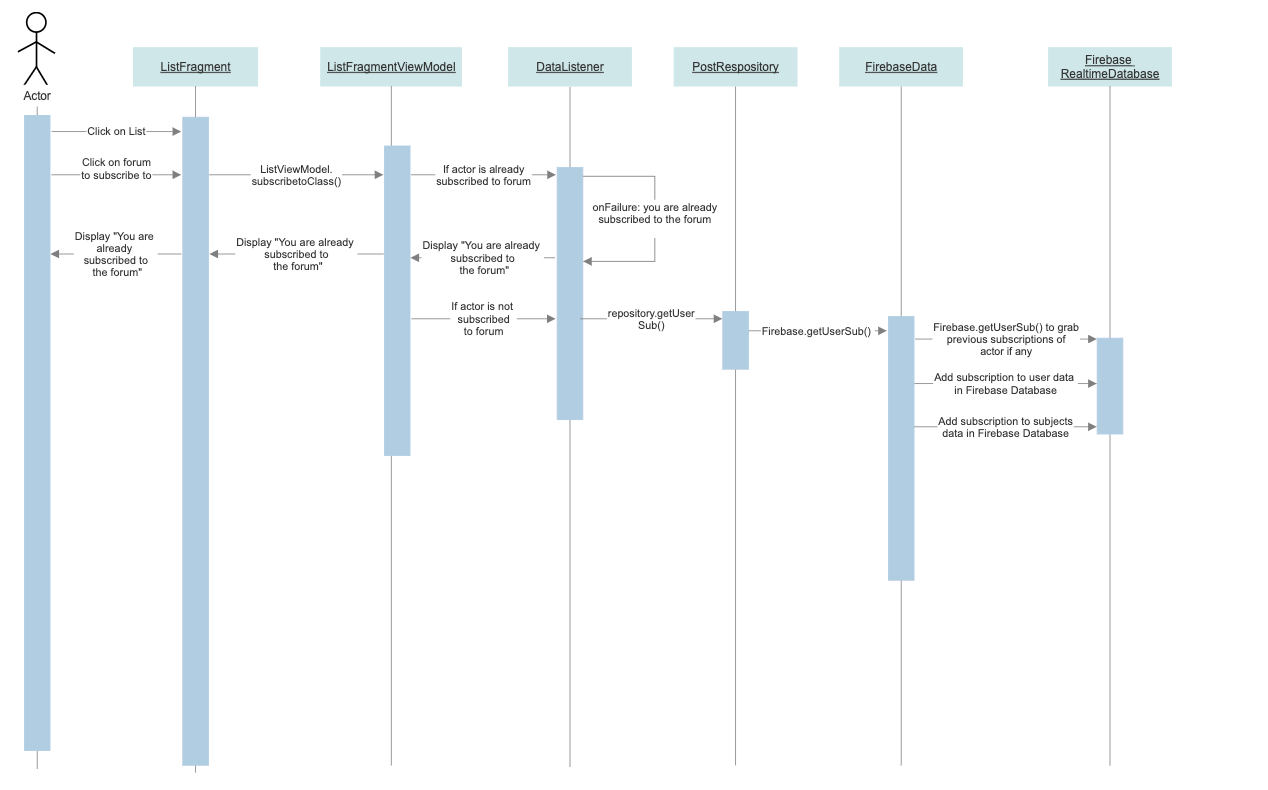 Actor
ListFragment
ListFragmentViewModel
DataListener
PostRespository
FirebaseData
Firebase
RealtimeDatabase
Click on List
Click on forum
to subscribe to
ListViewModel.
subscribetoClass()
If actor is already
subscribed to forum
onFailure: you are already
subscribed to the forum
Display "You are already
subscribed to
the forum"
Display "You are already
subscribed to
the forum"
Display "You are
already
subscribed to
the forum"
If actor is not
subscribed
to forum
repository.getUser
Sub()
Firebase.getUserSub()
Firebase.getUserSub() to grab
previous subscriptions of
actor if any
Add subscription to user data
in Firebase Database
Add subscription to subjects
data in Firebase Database